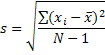 s = √(∑(xᵢ − x̄)² / (N − 1))